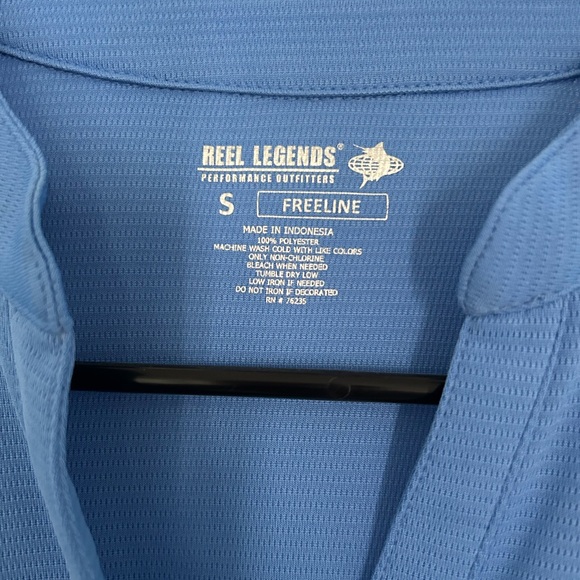 REEL LEGENDS®
PERFORMANCE OUTFITTERS
S FREELINE
MADE IN INDONESIA
100% POLYESTER
MACHINE WASH COLD WITH LIKE COLORS
ONLY NON-CHLORINE
BLEACH WHEN NEEDED
TUMBLE DRY LOW
LOW IRON IF NEEDED
DO NOT IRON IF DECORATED
RN # 76235